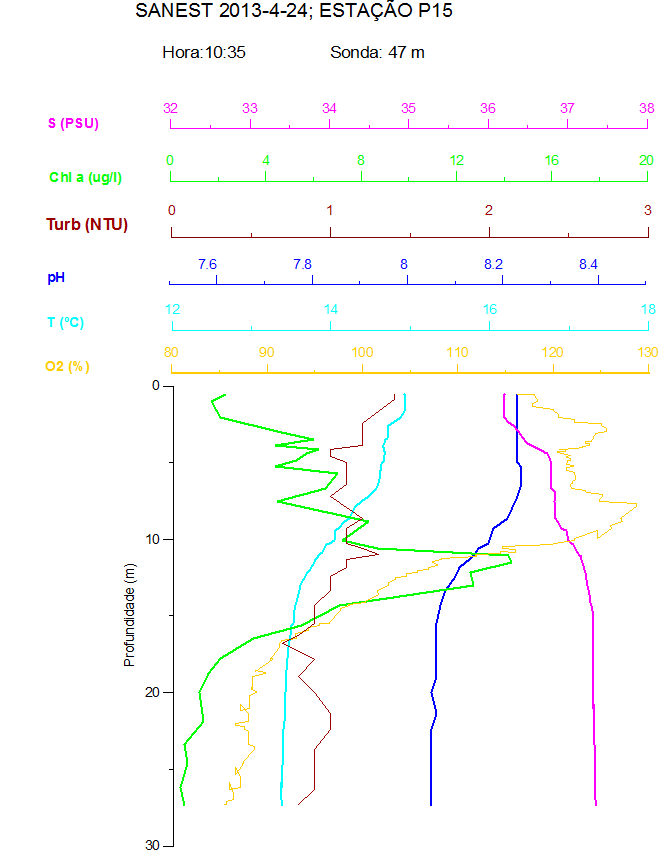 SANEST 2013-4-24; ESTAÇÃO P15
Hora:10:35 Sonda: 47 m
32 33 34 35 36 37 38
S (PSU)
0 4 8 12 16 20
Chl a (ug/l)
0 1 2 3
Turb (NTU)
7.6 7.8 8 8.2 8.4
pH
12 14 16 18
T (ºC)
80 90 100 110 120 130
O2 (%)
0
10
Profundidade (m)
20
30